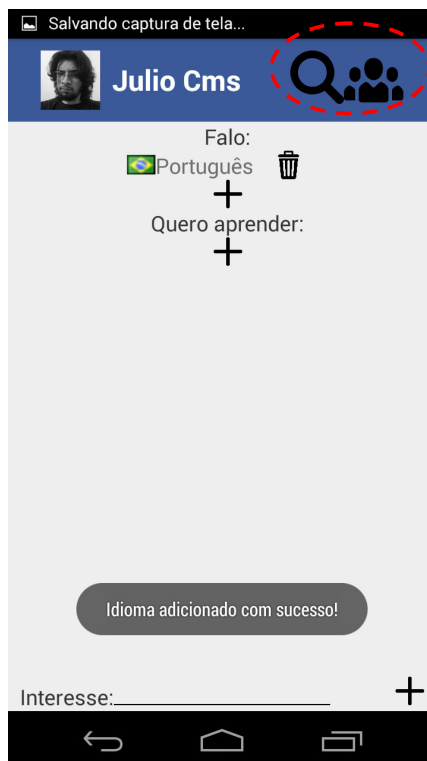 Salvando captura de tela...
Julio Cms
Falo:
Português
Quero aprender:
Idioma adicionado com sucesso!
Interesse: